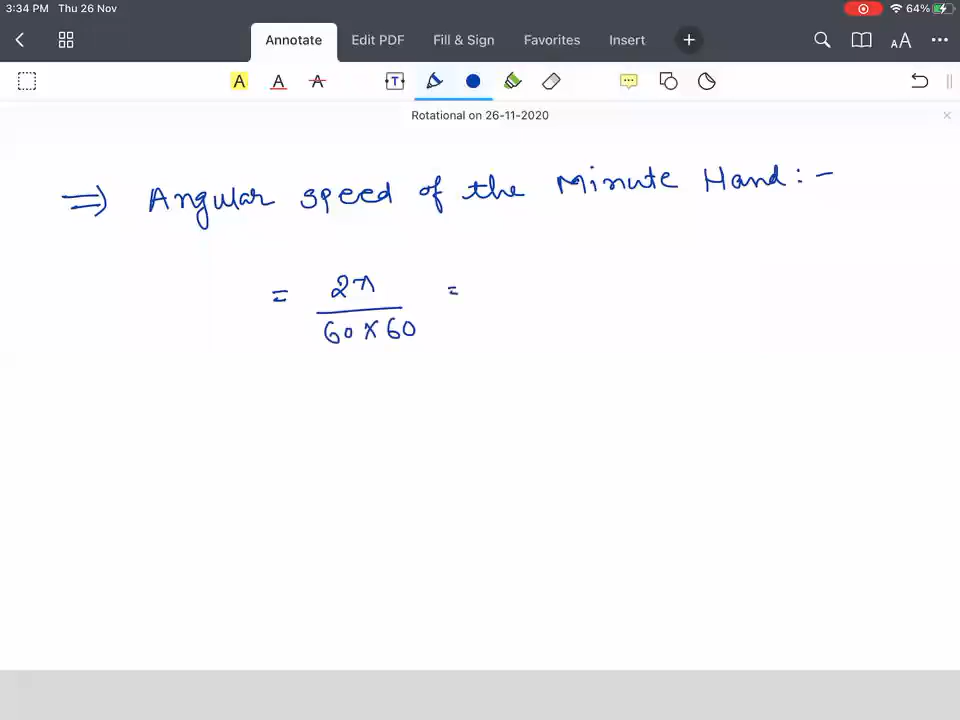 3:34 PM Thu 26 Nov 64%
Annotate Edit PDF Fill & Sign Favorites Insert + AA
A A A T
Rotational on 26-11-2020 ×
⇒ Angular speed of the Minute Hand :-
= 2π =
60 × 60